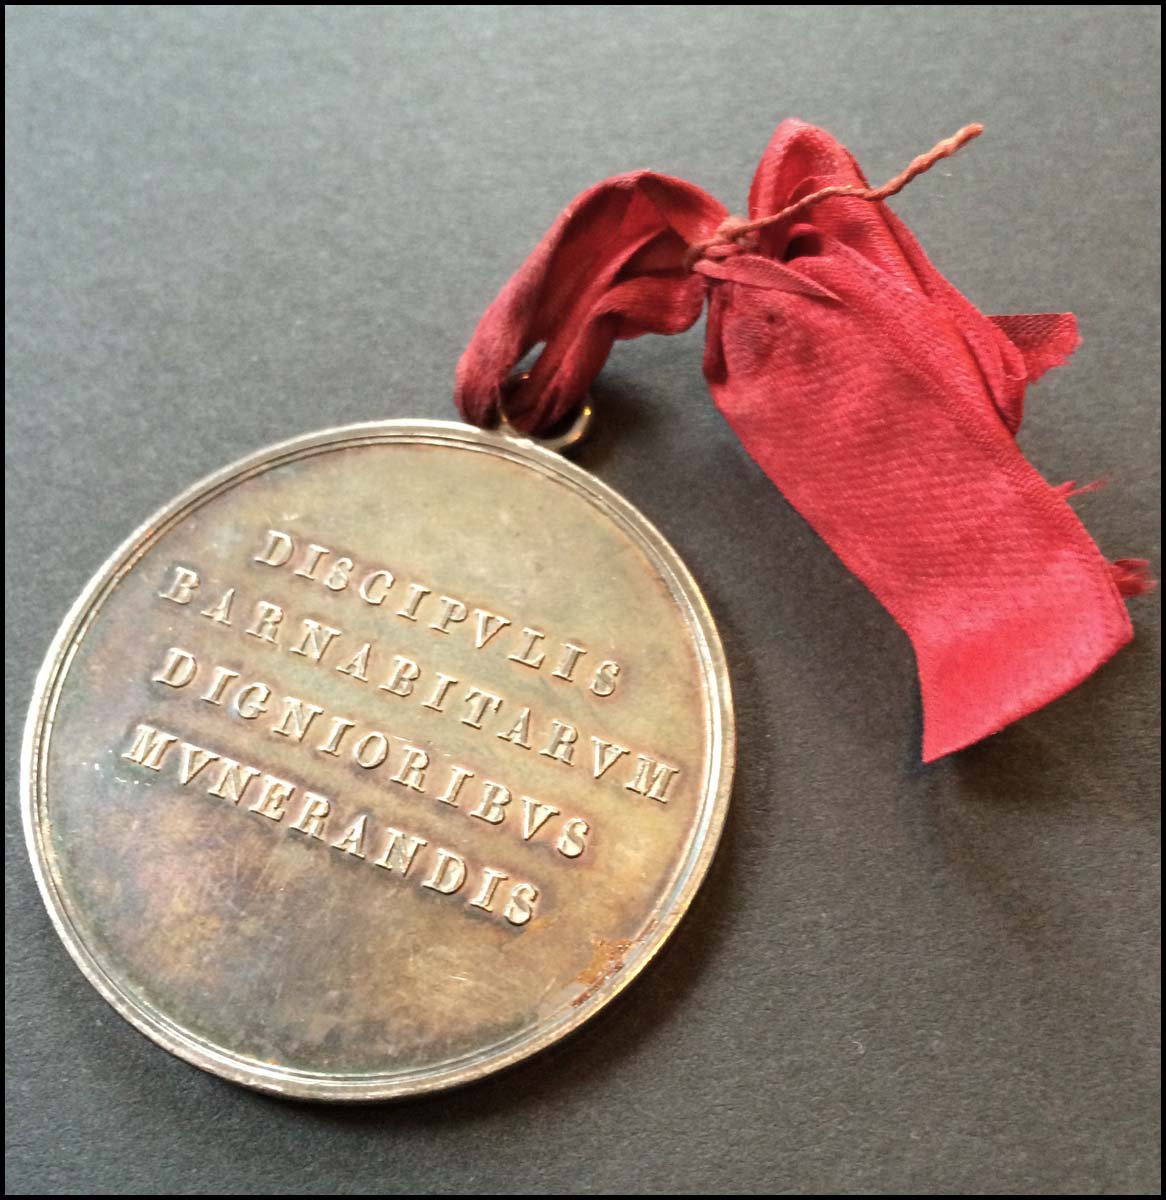 DISCIPVLIS
BARNABITARVM
DIGNIORIBVS
MVNERANDIS